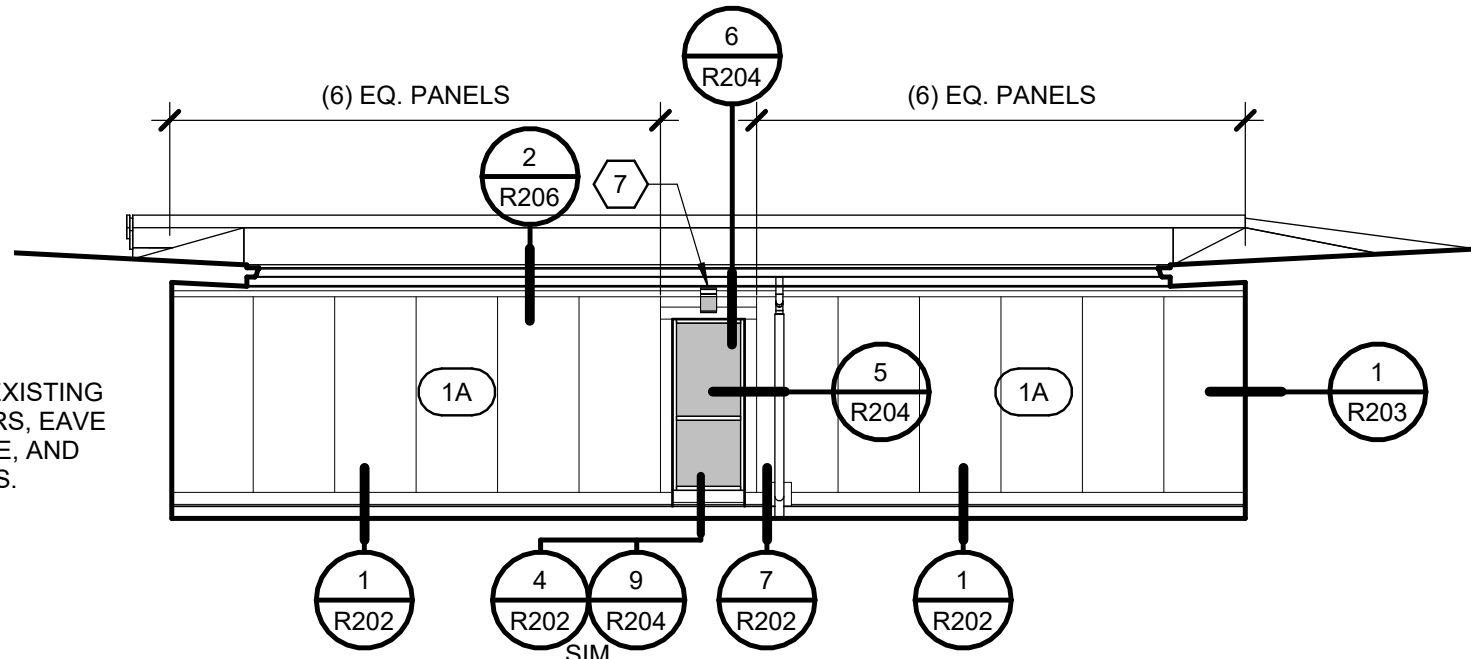 6
R204
(6) EQ. PANELS
(6) EQ. PANELS
2
R206
7
EXISTING
RS, EAVE
E, AND
S.
1A
5
R204
1A
1
R203
1
R202
4
R202
9
R204
SIM
7
R202
1
R202